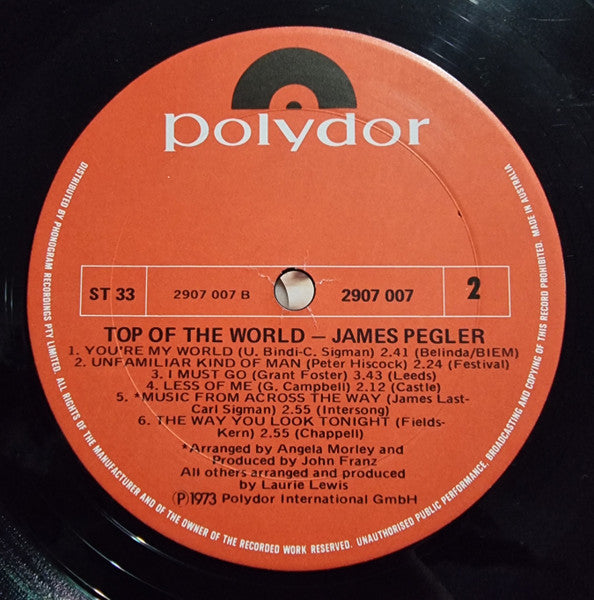 polydor
ST 33
2907 007 B
2907 007
2
TOP OF THE WORLD – JAMES PEGLER
1. YOU'RE MY WORLD (U. Bindi-C. Sigman) 2.41 (Belinda/BIEM)
2. UNFAMILIAR KIND OF MAN (Peter Hiscock) 2.24 (Festival)
3. I MUST GO (Grant Foster) 3.43 (Leeds)
4. LESS OF ME (G. Campbell) 2.12 (Castle)
5. *MUSIC FROM ACROSS THE WAY (James Last-
Carl Sigman) 2.55 (Intersong)
6. THE WAY YOU LOOK TONIGHT (Fields-
Kern) 2.55 (Chappell)
*Arranged by Angela Morley and
Produced by John Franz
All others arranged and produced
by Laurie Lewis
Ⓟ1973 Polydor International GmbH
DISTRIBUTED BY PHONOGRAM RECORDINGS PTY LIMITED. ALL RIGHTS OF THE MANUFACTURER AND OF THE OWNER OF THE RECORDED WORK RESERVED. UNAUTHORISED PUBLIC PERFORMANCE, BROADCASTING AND COPYING OF THIS RECORD PROHIBITED. MADE IN AUSTRALIA